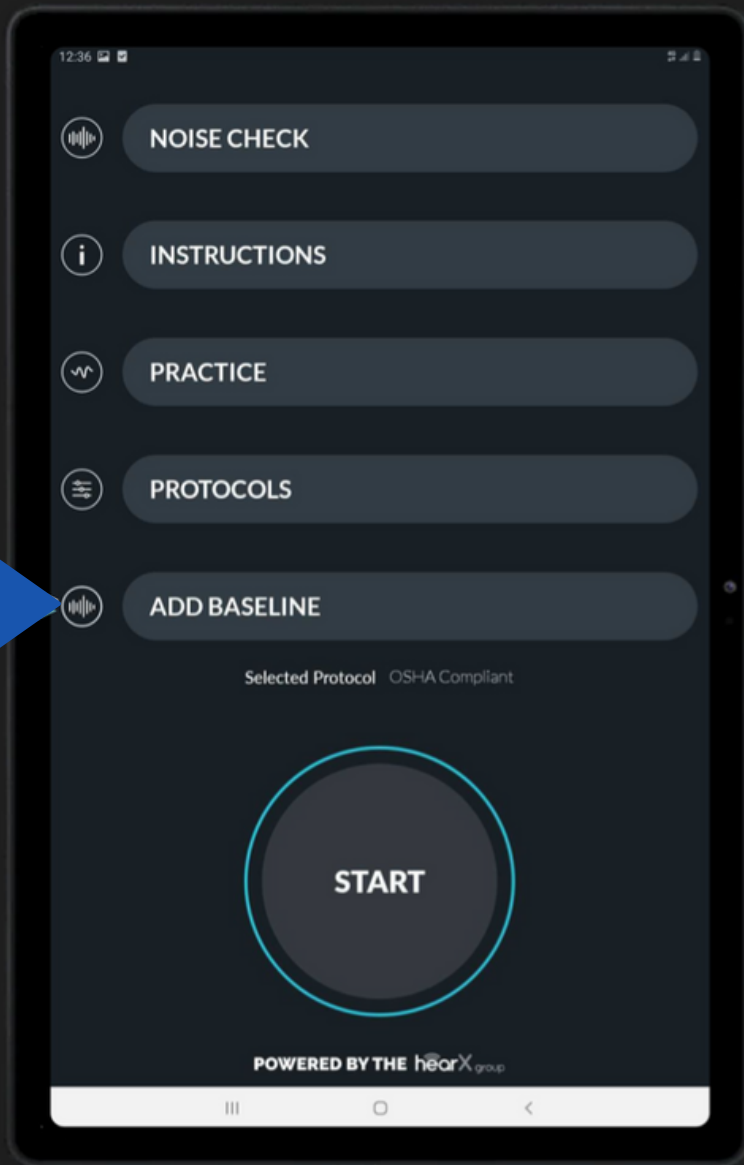 12:36
NOISE CHECK
i
INSTRUCTIONS
PRACTICE
PROTOCOLS
ADD BASELINE
Selected Protocol OSHA Compliant
START
POWERED BY THE hearX group